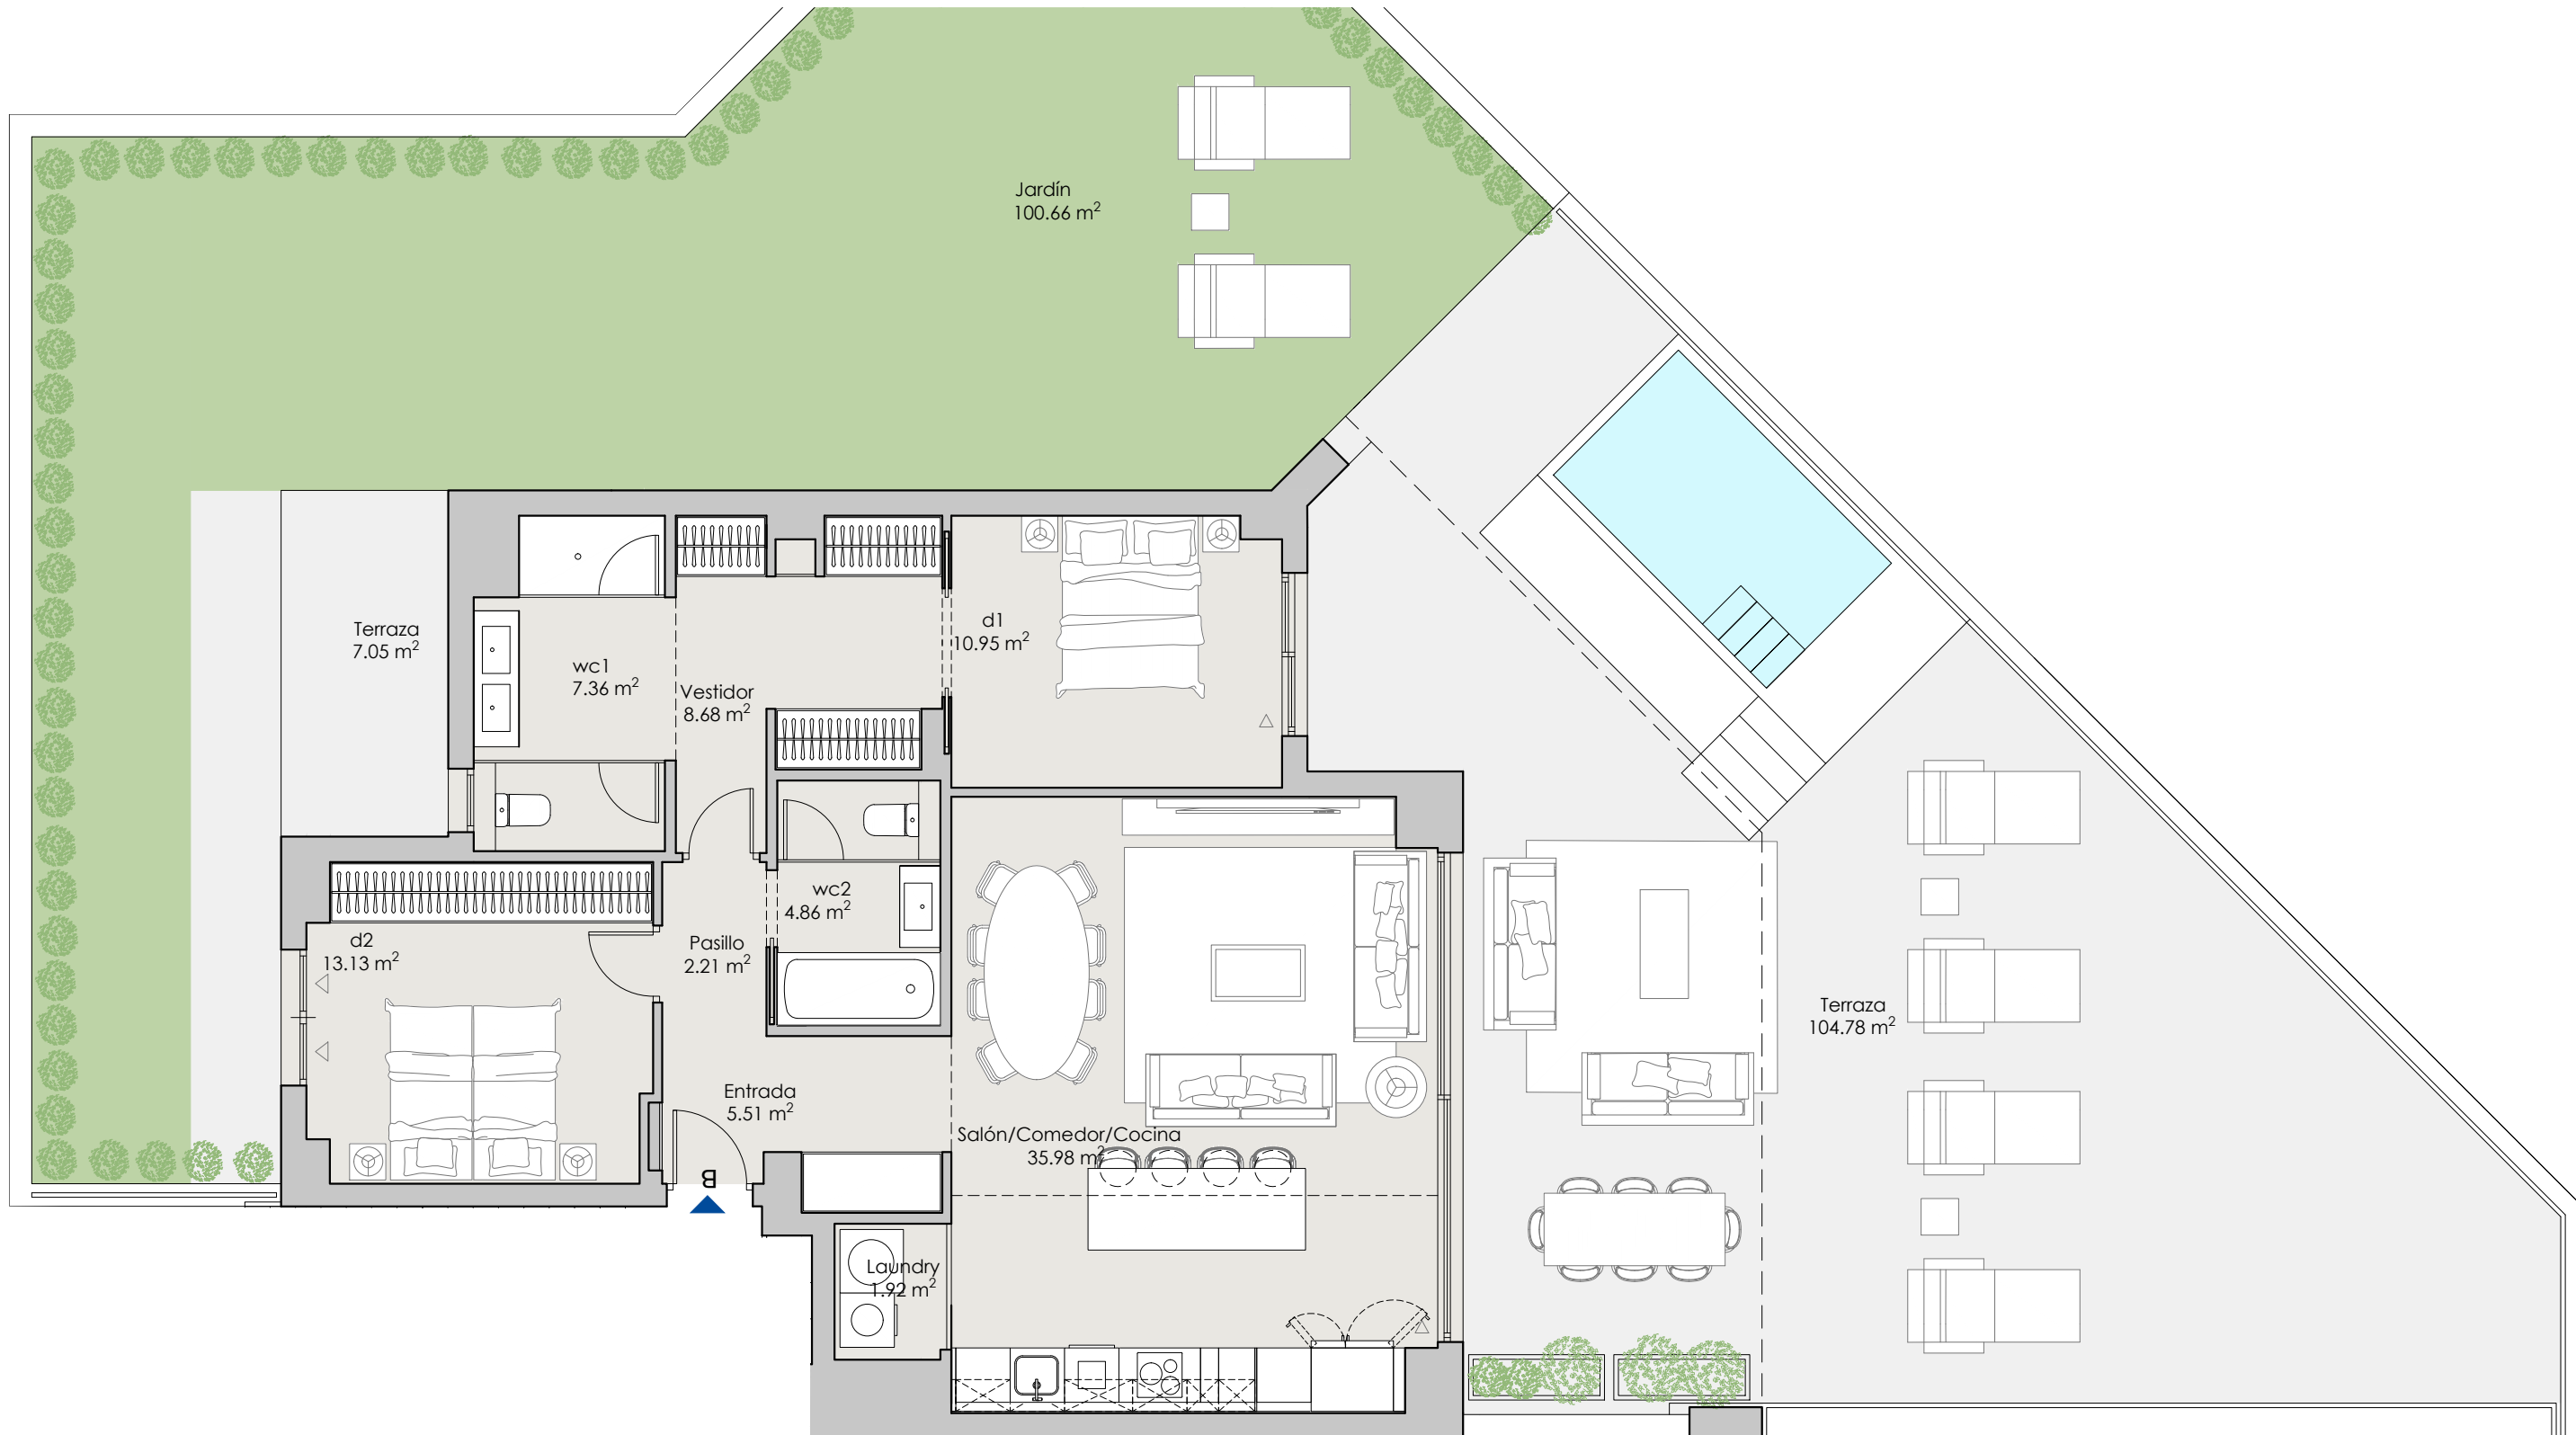 Jardín
100.66 m²
Terraza
7.05 m²
wc1
7.36 m²
Vestidor
8.68 m²
d1
10.95 m²
wc2
4.86 m²
d2
13.13 m²
Pasillo
2.21 m²
Terraza
104.78 m²
Entrada
5.51 m²
Salón/Comedor/Cocina
35.98 m²
B
Laundry
1.92 m²